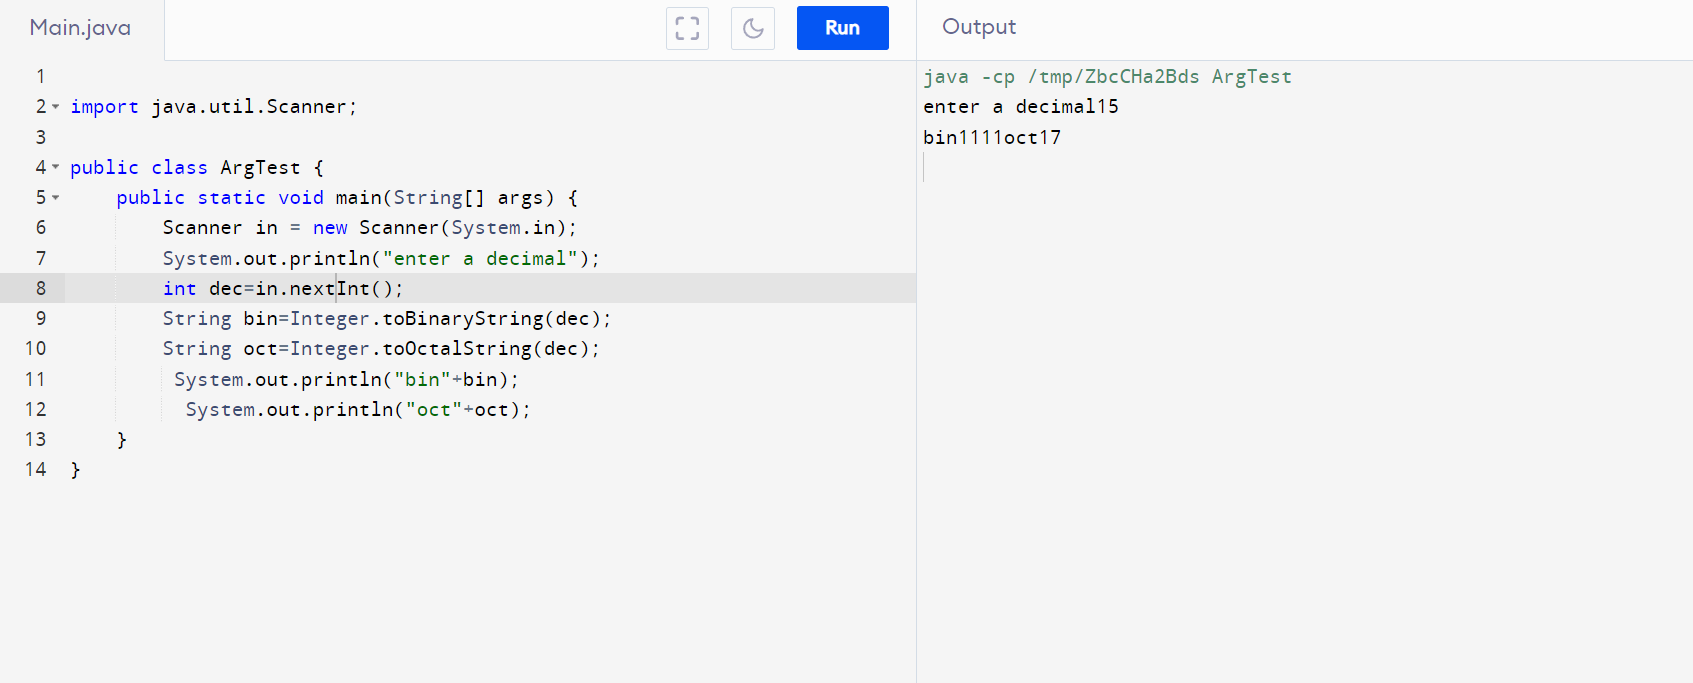 Main.java
Run
Output
1
2 import java.util.Scanner;
3
4 public class ArgTest {
5     public static void main(String[] args) {
6         Scanner in = new Scanner(System.in);
7         System.out.println("enter a decimal");
8         int dec=in.nextInt();
9         String bin=Integer.toBinaryString(dec);
10         String oct=Integer.toOctalString(dec);
11          System.out.println("bin"+bin);
12           System.out.println("oct"+oct);
13     }
14 }
java -cp /tmp/ZbcCHa2Bds ArgTest
enter a decimal15
bin1111oct17